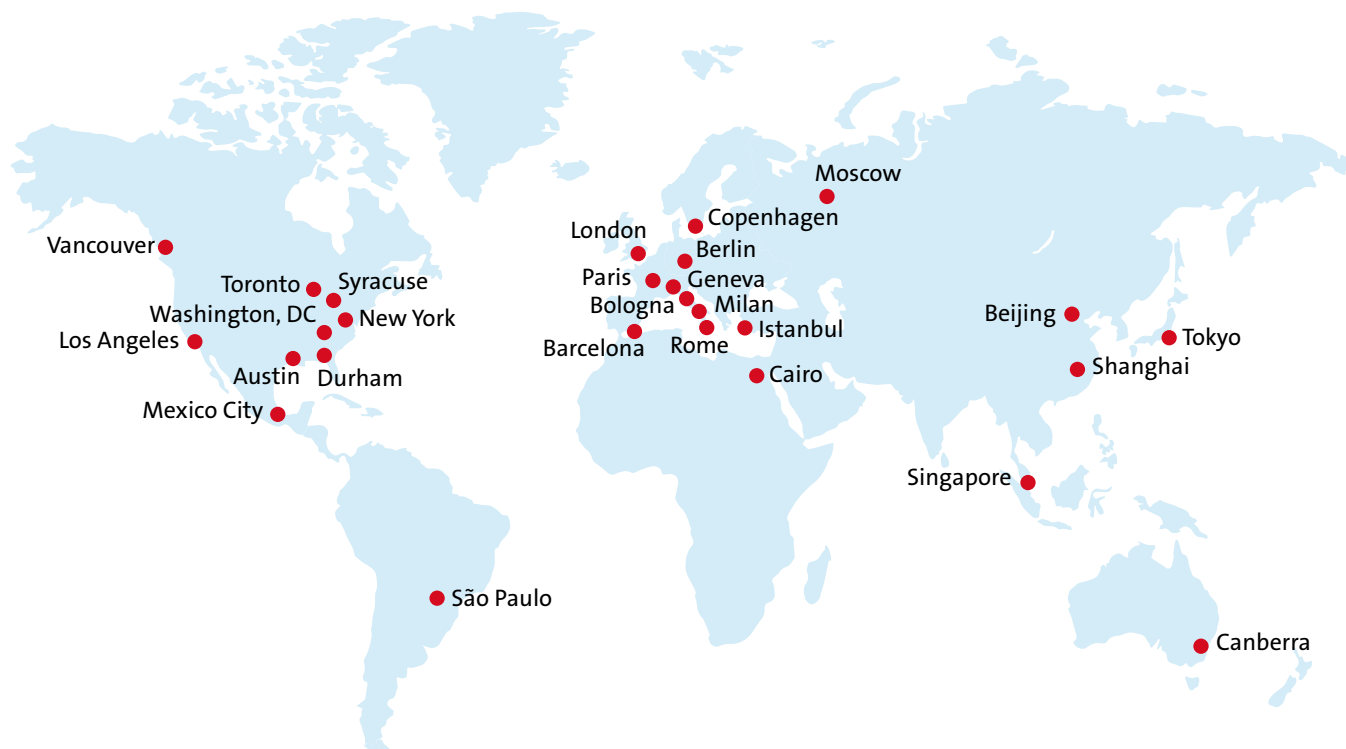 Moscow
Copenhagen
London
Berlin
Vancouver
Paris
Geneva
Toronto
Syracuse
Bologna
Milan
Washington, DC
New York
Beijing
Istanbul
Tokyo
Los Angeles
Barcelona
Rome
Shanghai
Austin
Durham
Cairo
Mexico City
Singapore
São Paulo
Canberra